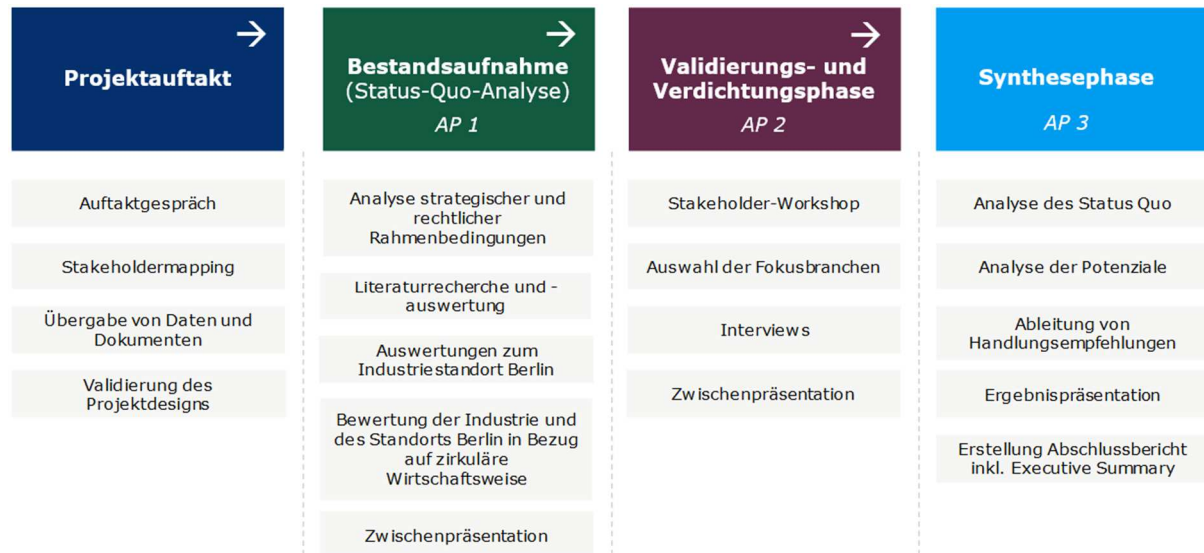 Projektauftakt
Auftaktgespräch
Stakeholdermapping
Übergabe von Daten und
Dokumenten
Validierung des
Projektdesigns
Bestandsaufnahme
(Status-Quo-Analyse)
AP 1
Analyse strategischer und
rechtlicher
Rahmenbedingungen
Literaturrecherche und -
auswertung
Auswertungen zum
Industriestandort Berlin
Bewertung der Industrie und
des Standorts Berlin in Bezug
auf zirkuläre
Wirtschaftsweise
Zwischenpräsentation
Validierungs- und
Verdichtungsphase
AP 2
Stakeholder-Workshop
Auswahl der Fokusbranchen
Interviews
Zwischenpräsentation
Synthesephase
AP 3
Analyse des Status Quo
Analyse der Potenziale
Ableitung von
Handlungsempfehlungen
Ergebnispräsentation
Erstellung Abschlussbericht
inkl. Executive Summary